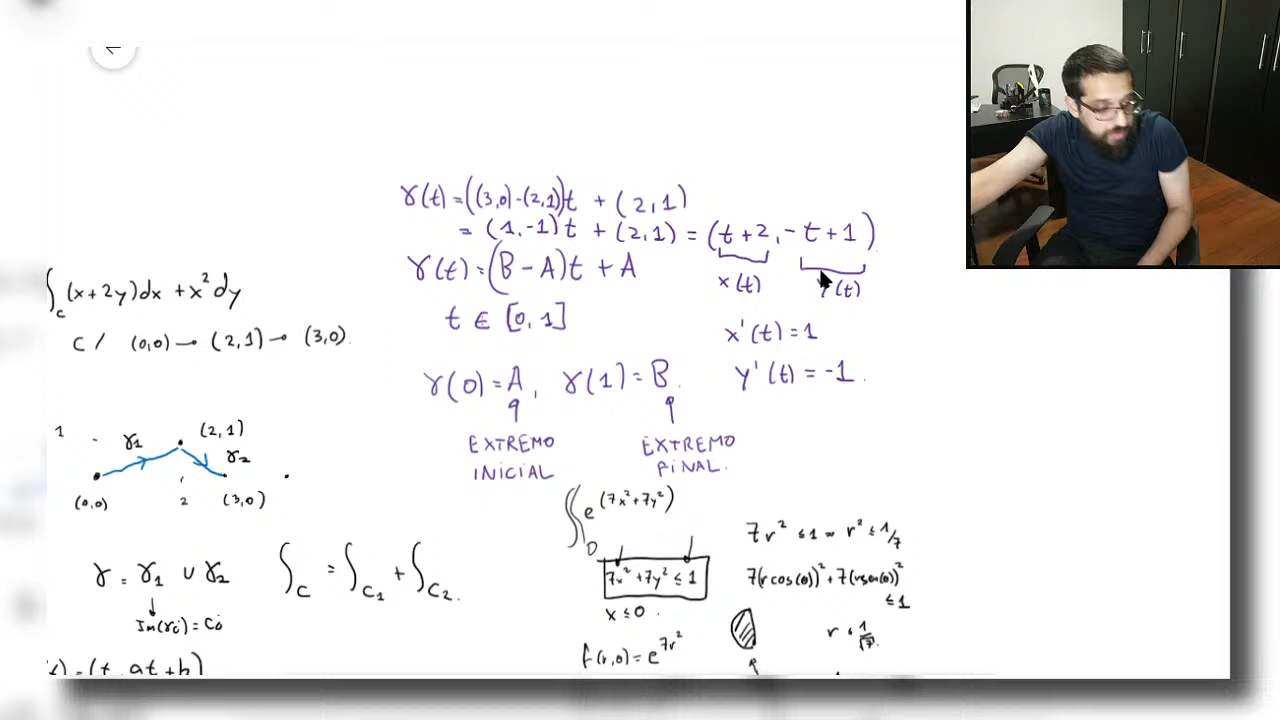 γ(t) = ((3,0)-(2,1))t + (2,1)
= (1,-1)t + (2,1) = (t+2, -t+1)
γ(t) = (B-A)t + A
x(t) y(t)
t ∈ [0,1]
x'(t) = 1
γ(0) = A, γ(1) = B.
y'(t) = -1.
EXTREMO
INICIAL
EXTREMO
FINAL.
∫c (x+2y)dx + x²dy
C / (0,0) → (2,1) → (3,0)
1
γ1
(2,1)
γ2
(0,0)
2
(3,0)
γ = γ1 ∪ γ2
Im(γi) = Ci
∫C = ∫C1 + ∫C2.
(t, at+b)
∬D e^(7x²+7y²)
7x²+7y² ≤ 1
x ≤ 0.
f(r,θ) = e^7r²
7r² ≤ 1 ⇒ r² ≤ 1/7
7(r cos(θ))² + 7(r sen(θ))²
≤ 1
r ≤ 1/√7.